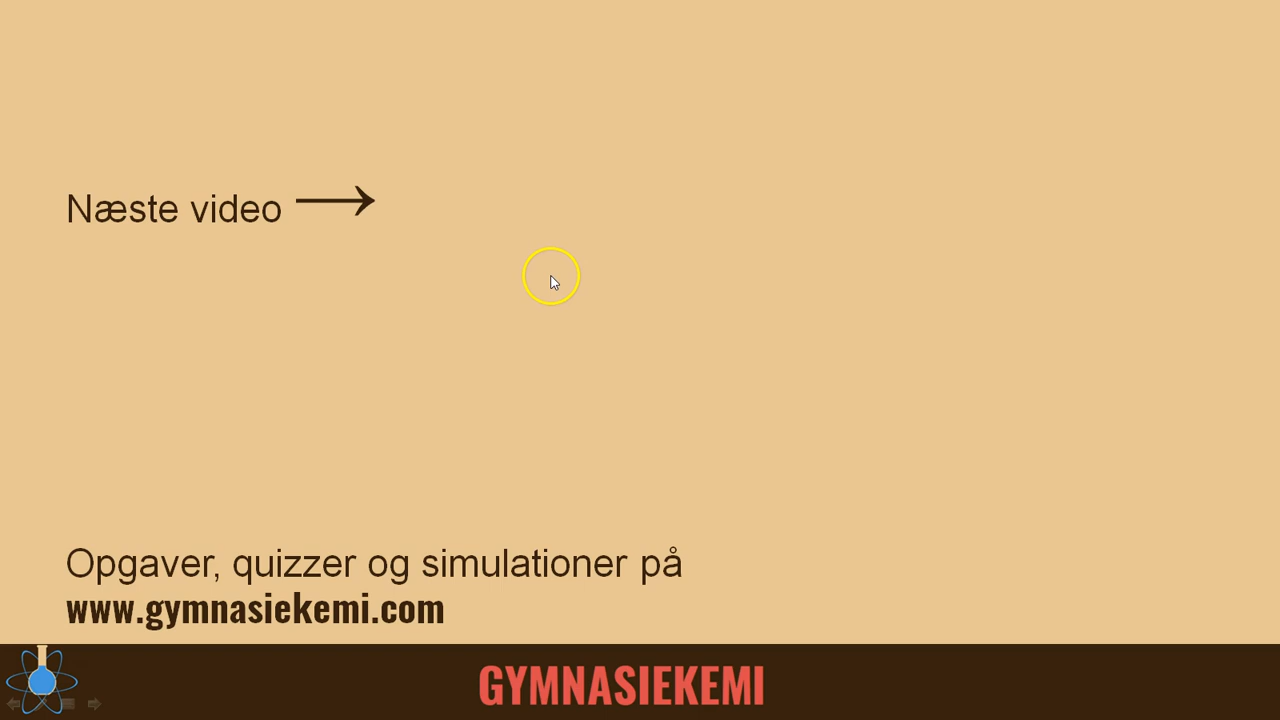 Næste video →
Opgaver, quizzer og simulationer på
www.gymnasiekemi.com
GYMNASIEKEMI